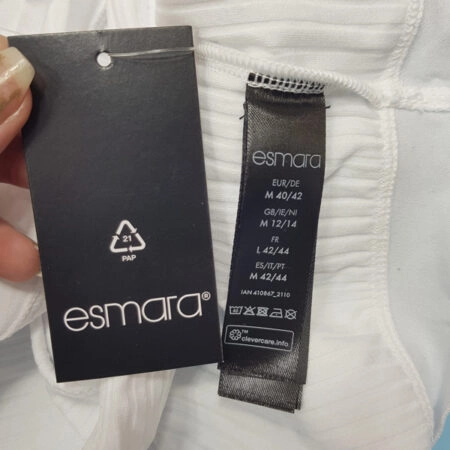 21
PAP
esmara®
esmara
EUR/DE
M 40/42
GB/IE/NI
M 12/14
FR
L 42/44
ES/IT/PT
M 42/44
IAN 410867_2110
™
clevercare.info